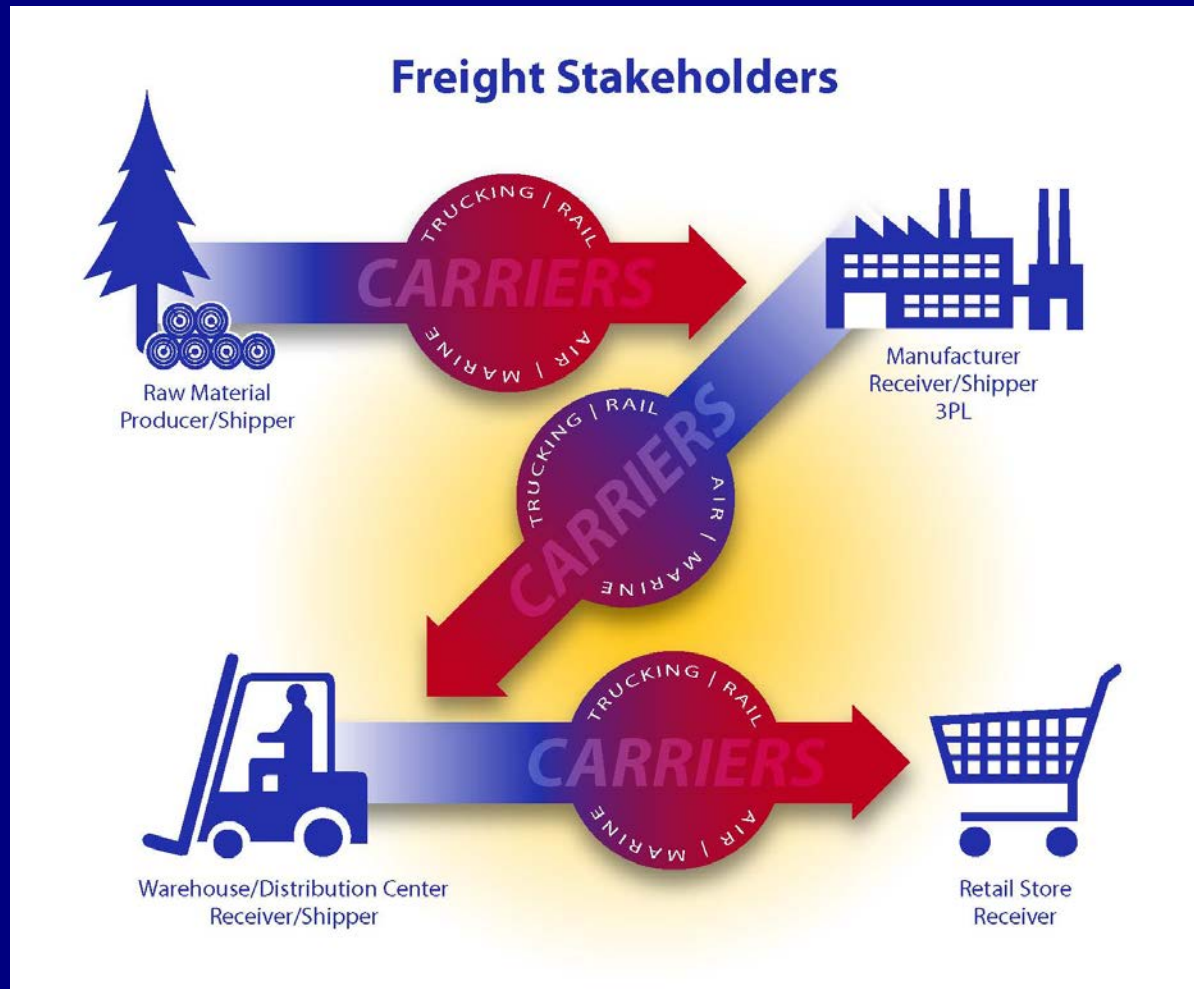 Freight Stakeholders
TRUCKING | RAIL
CARRIERS
AIR | MARINE
Raw Material
Producer/Shipper
Manufacturer
Receiver/Shipper
3PL
TRUCKING | RAIL
CARRIERS
AIR | MARINE
TRUCKING | RAIL
CARRIERS
AIR | MARINE
Warehouse/Distribution Center
Receiver/Shipper
Retail Store
Receiver